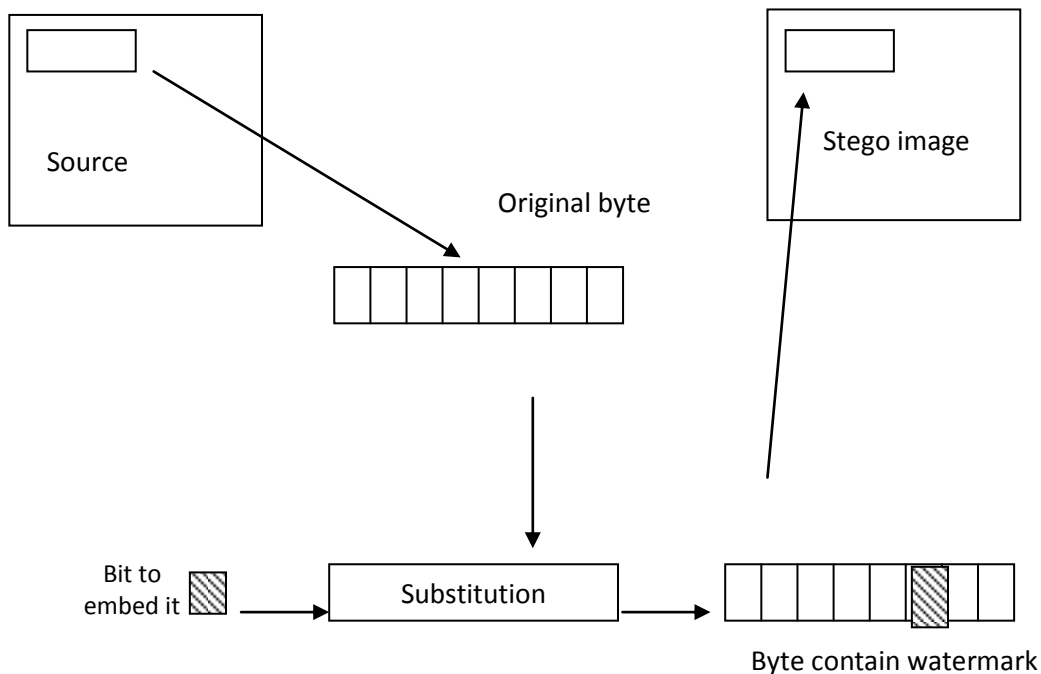 Source
Stego image
Original byte
Bit to
embed it
Substitution
Byte contain watermark